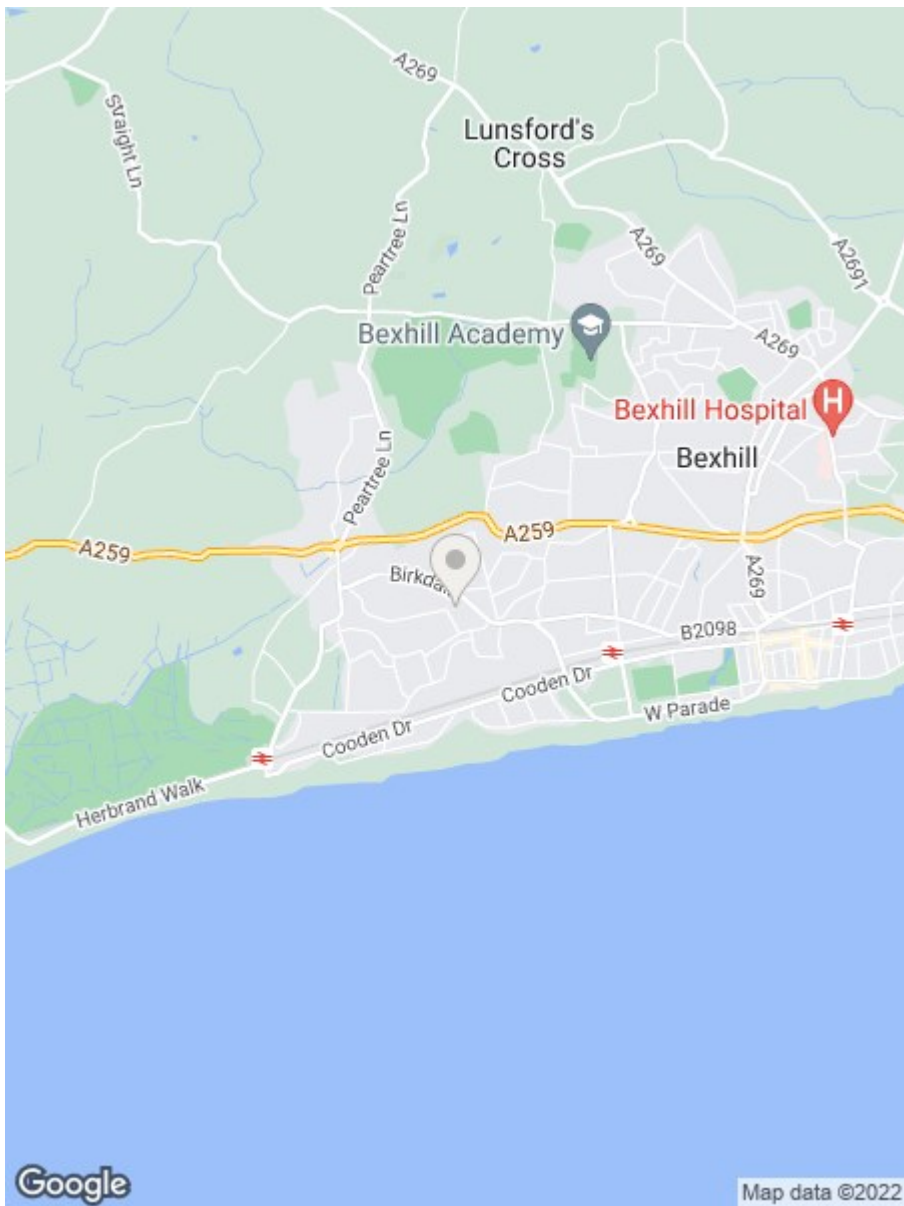 A269
Lunsford's
Cross
Straight Ln
Peartree Ln
A269
A2691
Bexhill Academy
A269
Bexhill Hospital
H
Bexhill
Peartree Ln
A259
A259
A269
B2098
Cooden Dr
W Parade
Cooden Dr
Herbrand Walk
Google
Map data ©2022